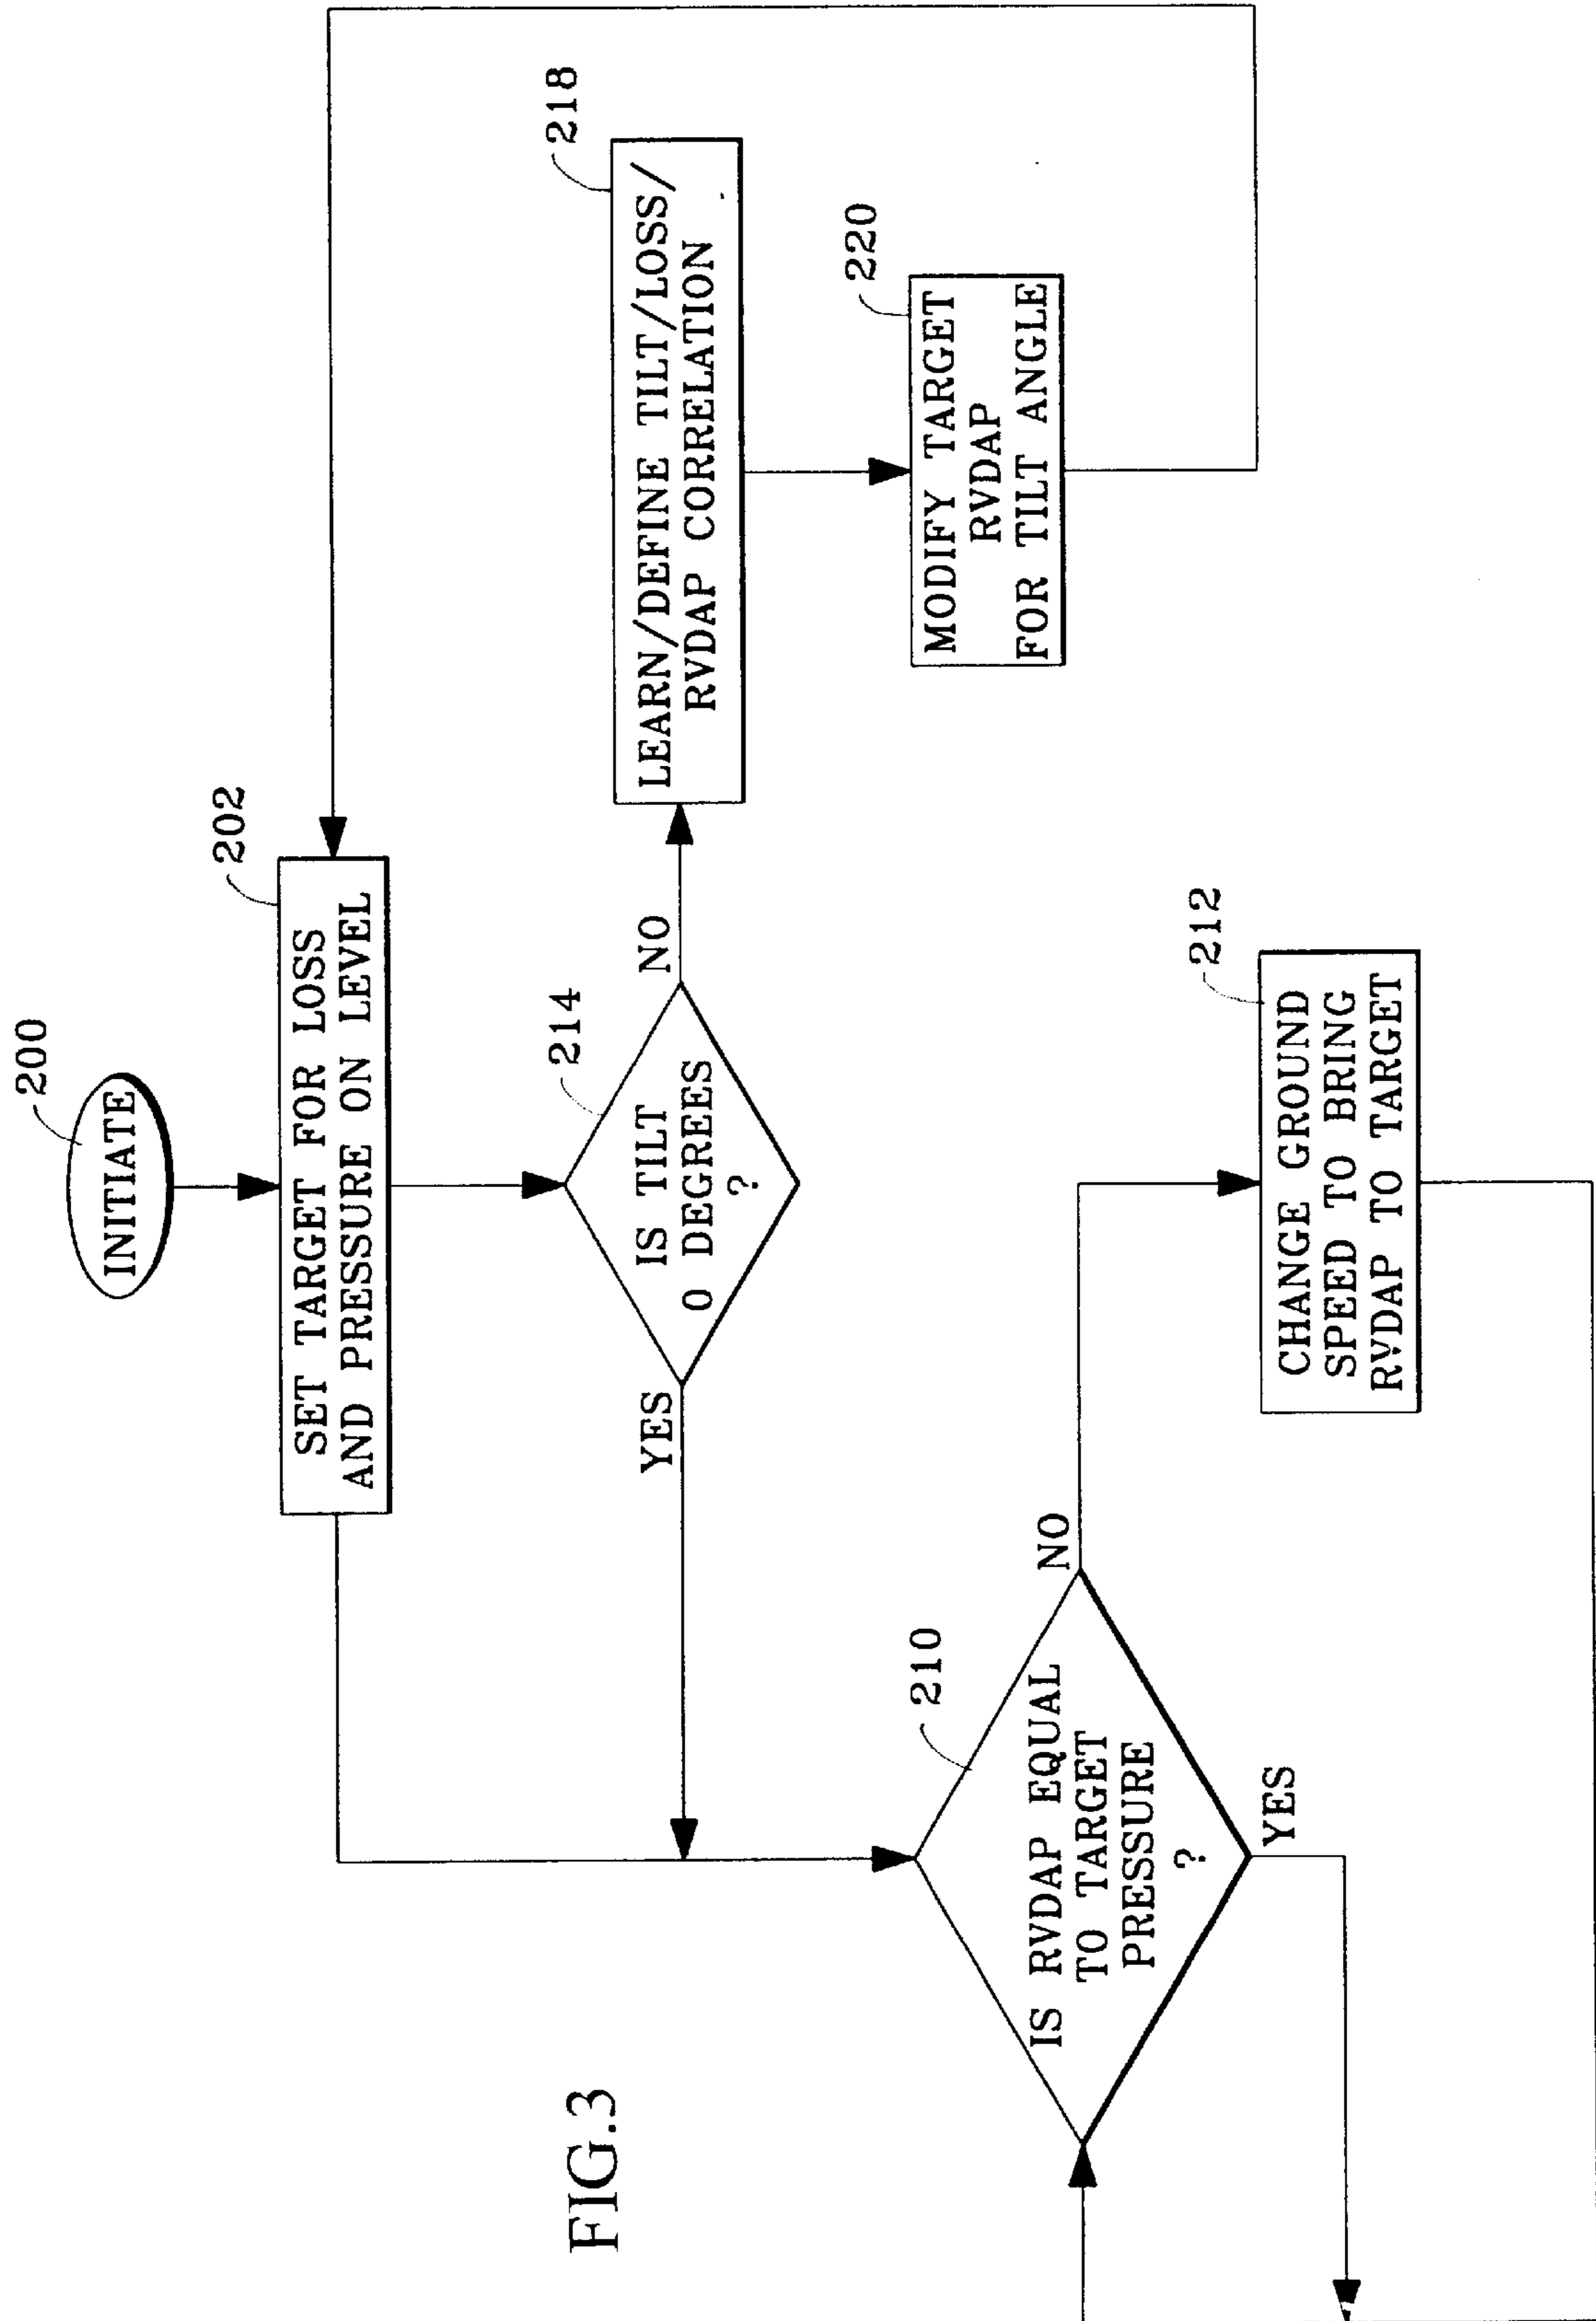 200
INITIATE
202
SET TARGET FOR LOSS
AND PRESSURE ON LEVEL
214
IS TILT
0 DEGREES
?
YES
NO
218
LEARN/DEFINE TILT/LOSS/
RVDAP CORRELATION
220
MODIFY TARGET
RVDAP
FOR TILT ANGLE
210
IS RVDAP EQUAL
TO TARGET
PRESSURE
?
NO
YES
212
CHANGE GROUND
SPEED TO BRING
RVDAP TO TARGET
FIG.3